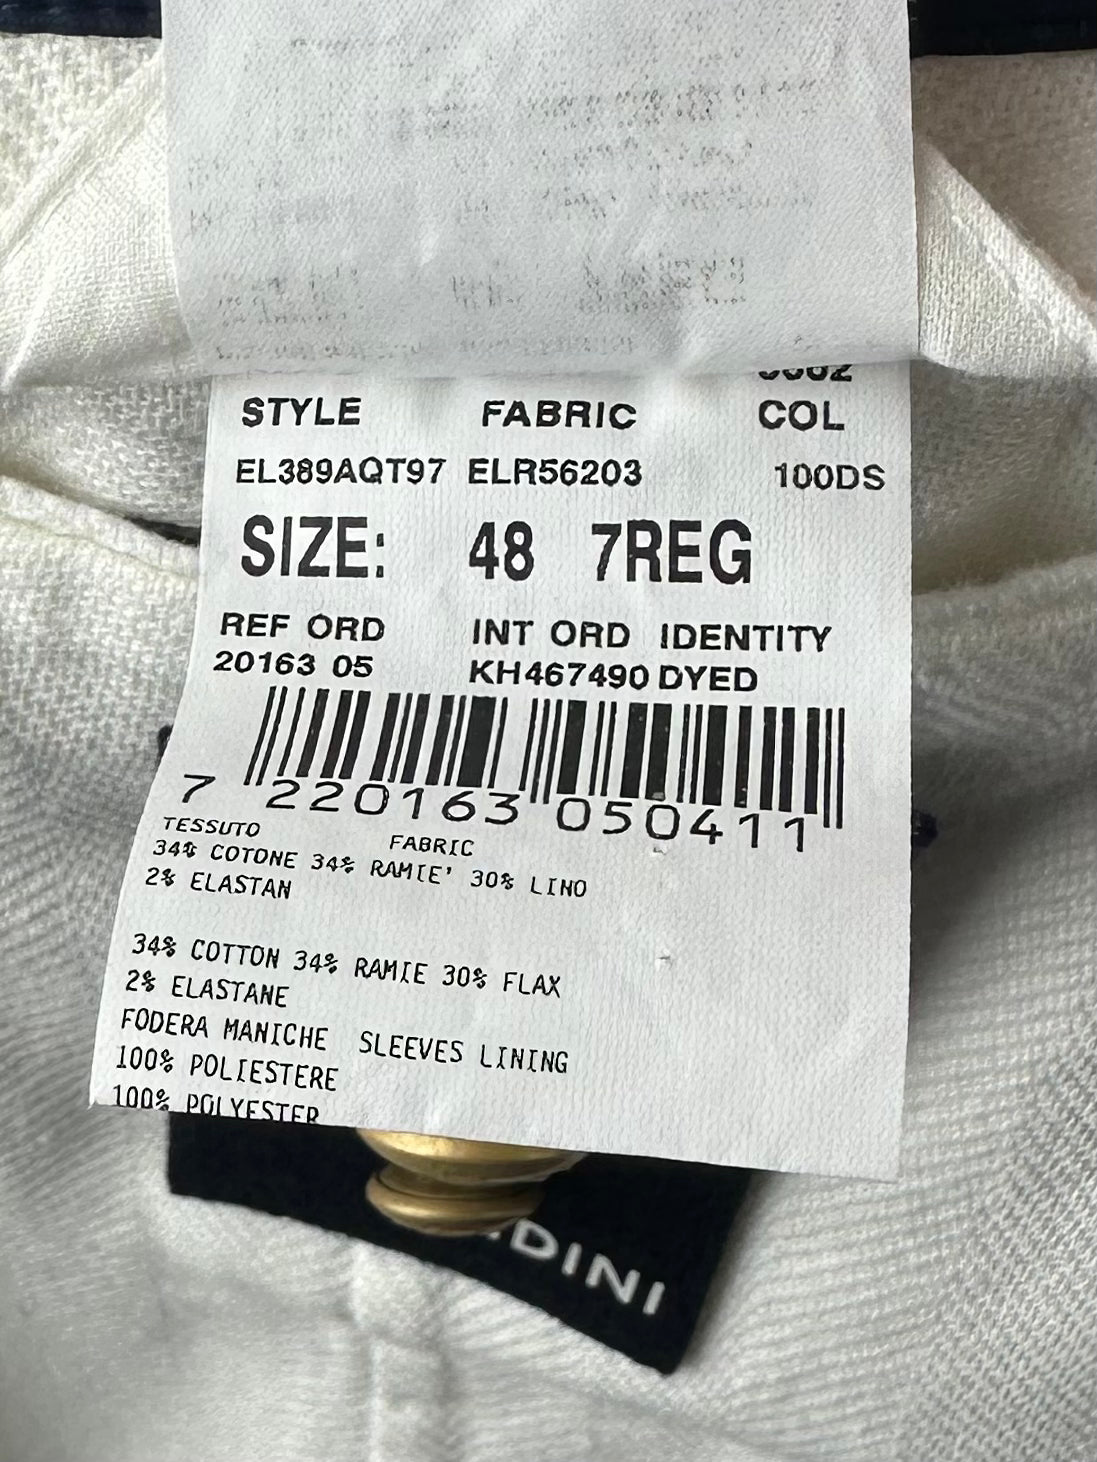 STYLE FABRIC COL
EL389AQT97 ELR56203 100DS
SIZE: 48 7REG
REF ORD INT ORD IDENTITY
20163 05 KH467490 DYED
7 220163 050411
TESSUTO FABRIC
34% COTONE 34% RAMIE' 30% LINO
2% ELASTAN
34% COTTON 34% RAMIE 30% FLAX
2% ELASTANE
FODERA MANICHE SLEEVES LINING
100% POLIESTERE
100% POLYESTER
DINI